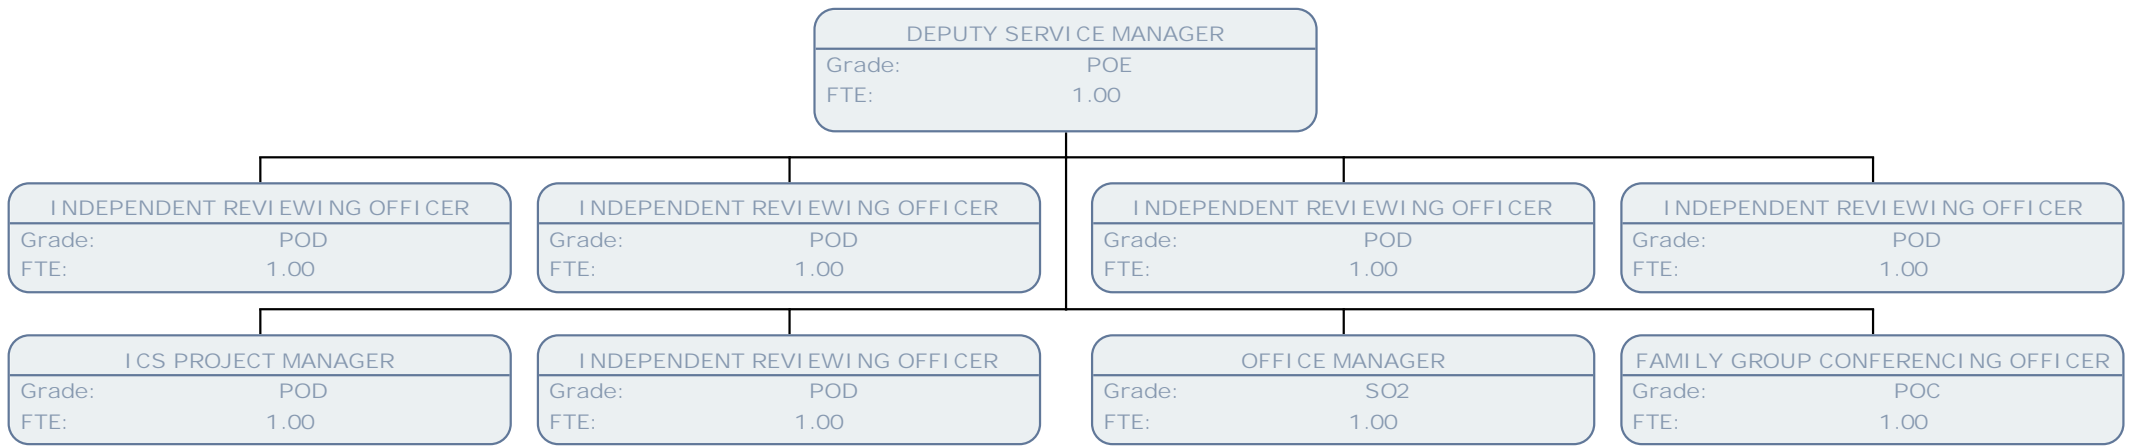 DEPUTY SERVICE MANAGER
Grade: POE
FTE: 1.00
INDEPENDENT REVIEWING OFFICER
Grade: POD
FTE: 1.00
INDEPENDENT REVIEWING OFFICER
Grade: POD
FTE: 1.00
INDEPENDENT REVIEWING OFFICER
Grade: POD
FTE: 1.00
INDEPENDENT REVIEWING OFFICER
Grade: POD
FTE: 1.00
ICS PROJECT MANAGER
Grade: POD
FTE: 1.00
INDEPENDENT REVIEWING OFFICER
Grade: POD
FTE: 1.00
OFFICE MANAGER
Grade: SO2
FTE: 1.00
FAMILY GROUP CONFERENCING OFFICER
Grade: POC
FTE: 1.00